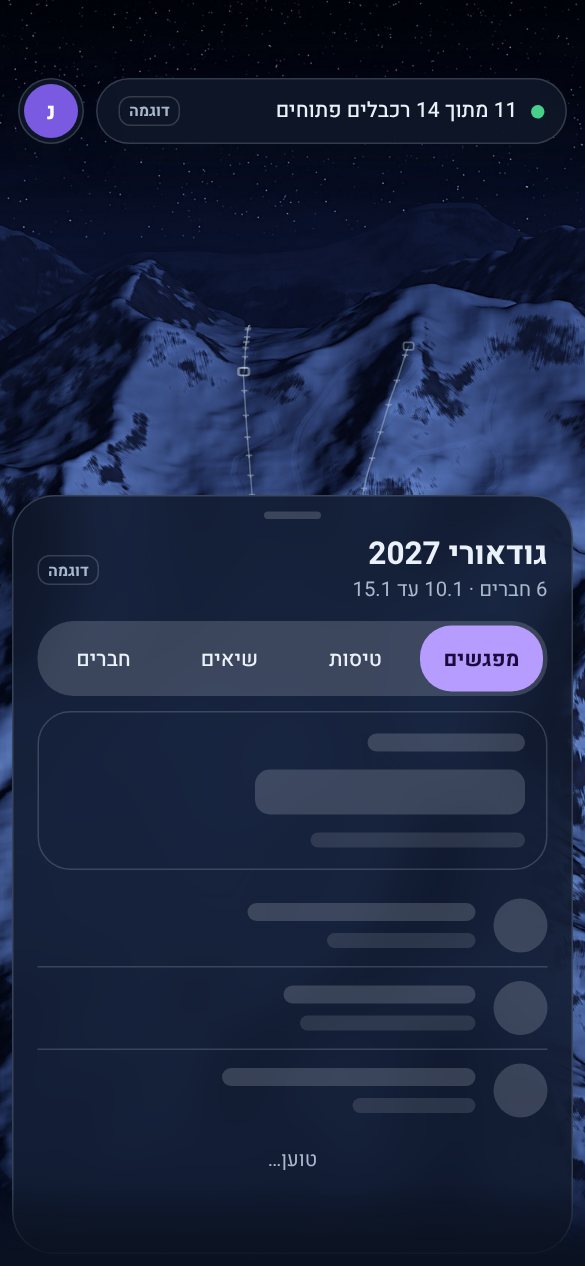 11 מתוך 14 רכבלים פתוחים
דוגמה
נ
גודאורי 2027
6 חברים · 10.1 עד 15.1
דוגמה
מפגשים
טיסות
שיאים
חברים
טוען...